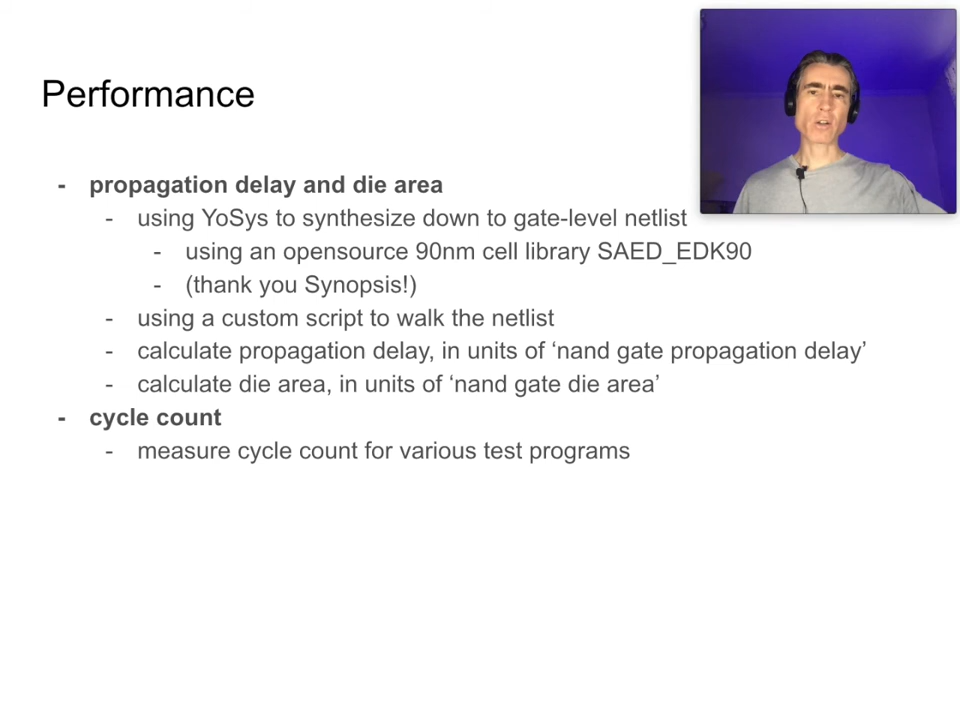 Performance
- propagation delay and die area
- using YoSys to synthesize down to gate-level netlist
- using an opensource 90nm cell library SAED_EDK90
- (thank you Synopsis!)
- using a custom script to walk the netlist
- calculate propagation delay, in units of ‘nand gate propagation delay’
- calculate die area, in units of ‘nand gate die area’
- cycle count
- measure cycle count for various test programs